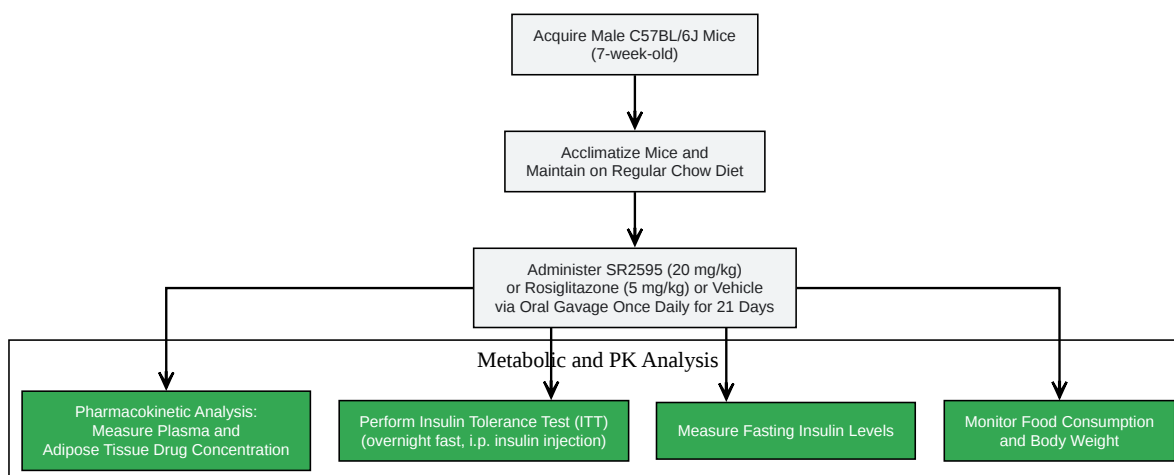 Acquire Male C57BL/6J Mice
(7-week-old)
Acclimatize Mice and
Maintain on Regular Chow Diet
Administer SR2595 (20 mg/kg)
or Rosiglitazone (5 mg/kg) or Vehicle
via Oral Gavage Once Daily for 21 Days
Metabolic and PK Analysis
Pharmacokinetic Analysis:
Measure Plasma and
Adipose Tissue Drug Concentration
Perform Insulin Tolerance Test (ITT)
(overnight fast, i.p. insulin injection)
Measure Fasting Insulin Levels
Monitor Food Consumption
and Body Weight